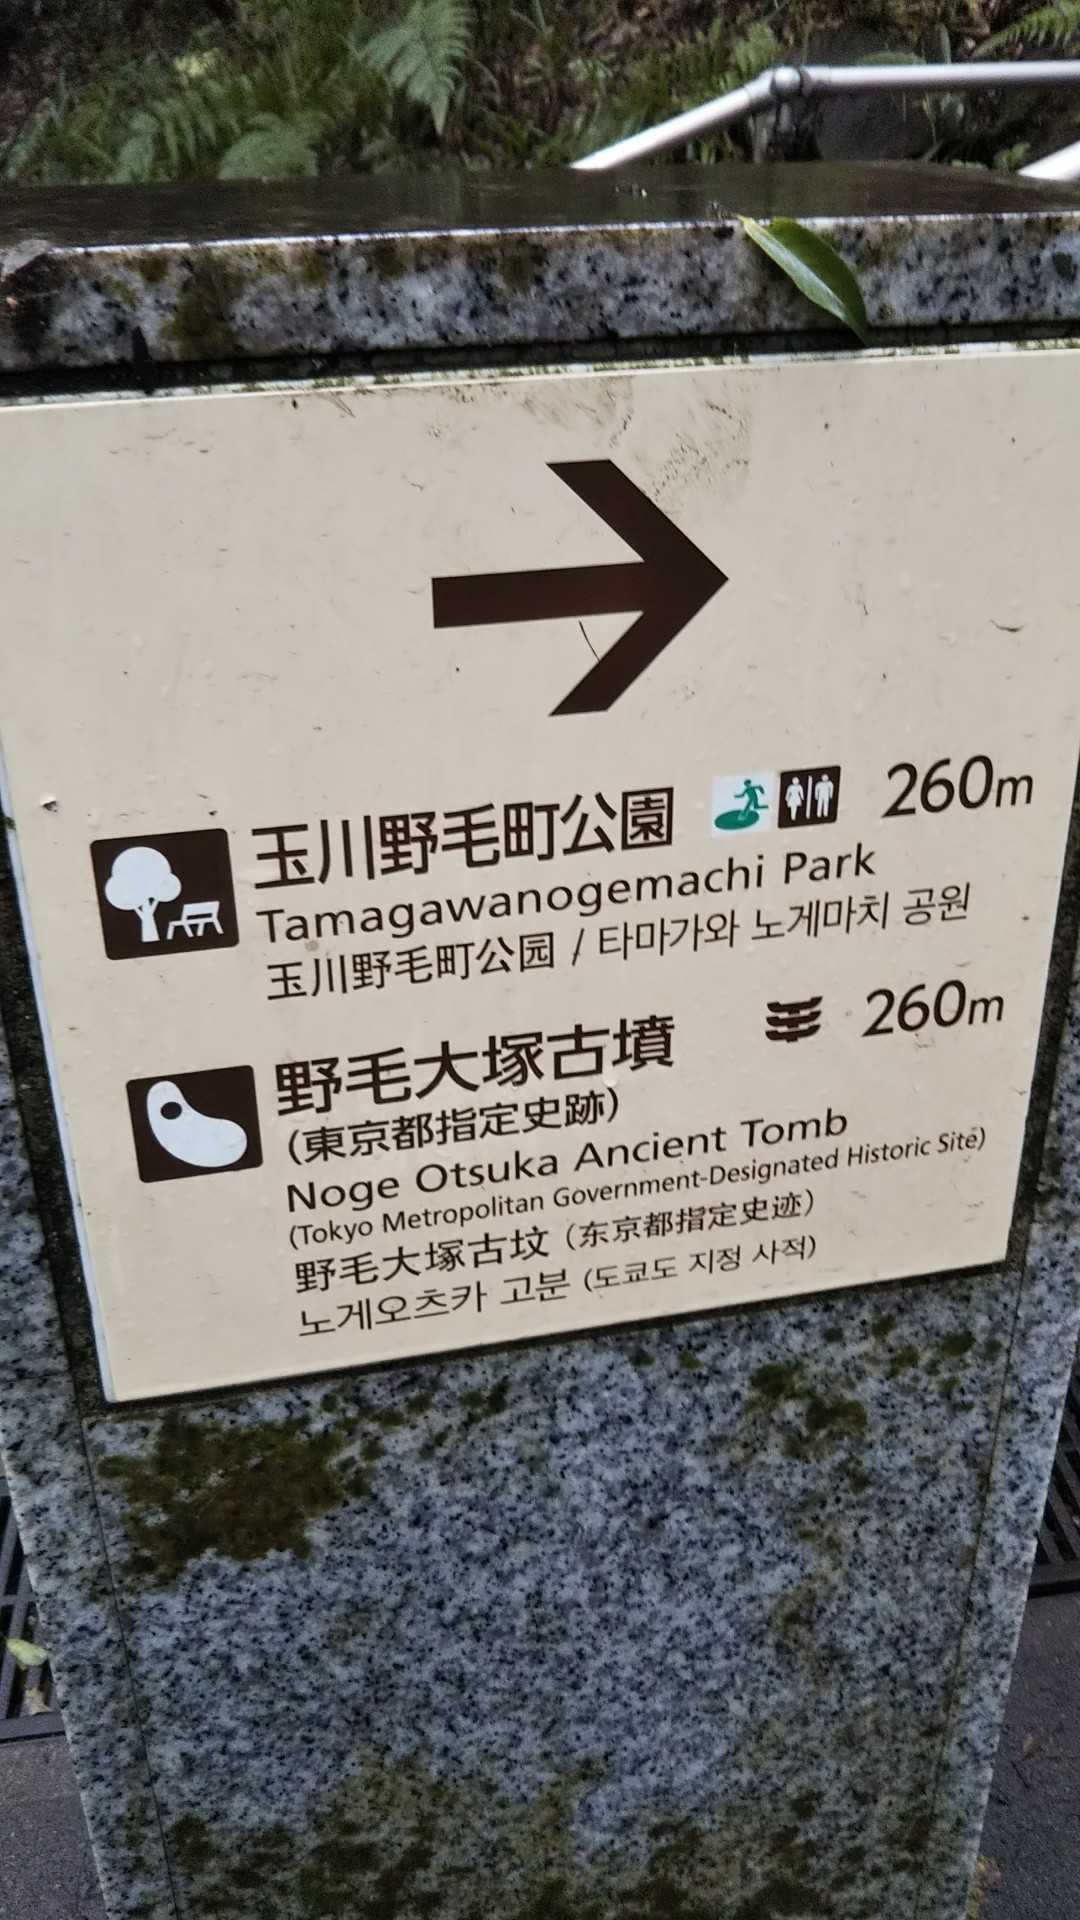 玉川野毛町公園 260m
Tamagawanogemachi Park
玉川野毛町公园 / 타마가와 노게마치 공원
野毛大塚古墳 260m
(東京都指定史跡)
Noge Otsuka Ancient Tomb
(Tokyo Metropolitan Government-Designated Historic Site)
野毛大塚古坟 (东京都指定史迹)
노게오츠카 고분 (도쿄도 지정 사적)